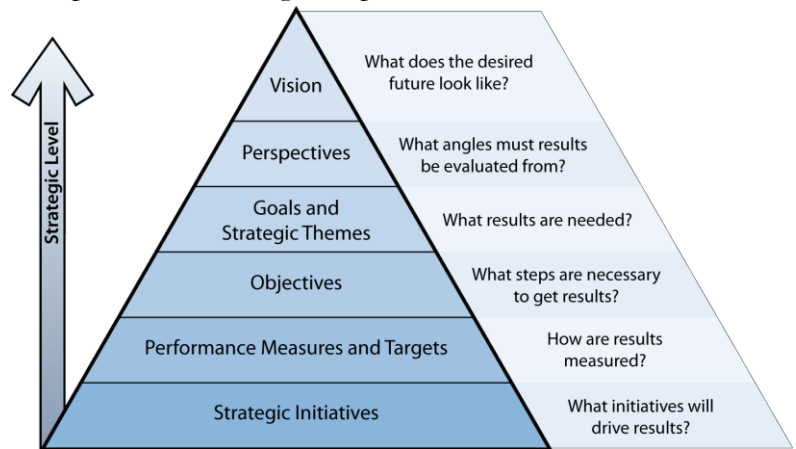 What does the desired
future look like?
Vision
What angles must results
be evaluated from?
Perspectives
Goals and
Strategic Themes
What results are needed?
Objectives
What steps are necessary
to get results?
Performance Measures and Targets
How are results
measured?
Strategic Initiatives
What initiatives will
drive results?
Strategic Level